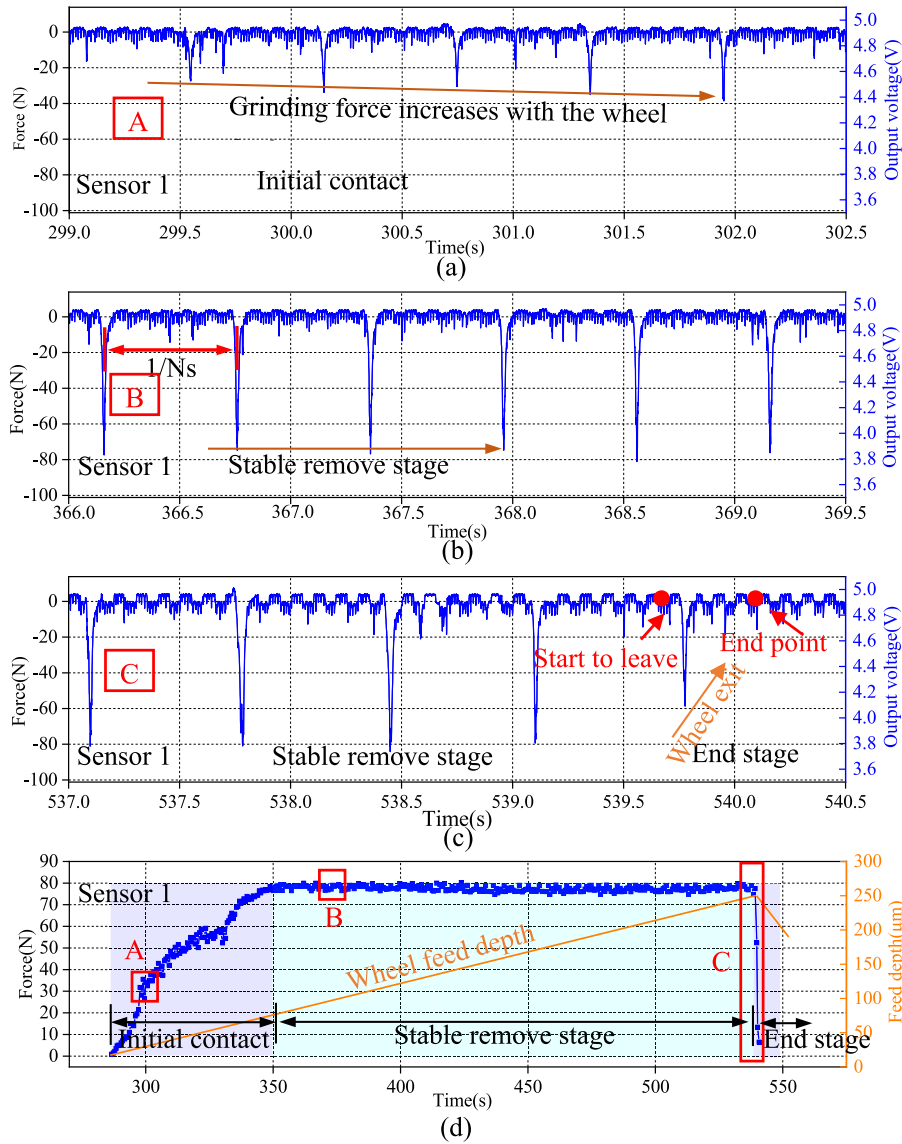 0
-20
-40
-60
-80
-100
Force (N)
5.0
4.8
4.6
4.4
4.2
4.0
3.8
3.6
Output voltage(V)
Grinding force increases with the wheel
A
Sensor 1
Initial contact
299.0
299.5
300.0
300.5
301.0
301.5
302.0
302.5
Time(s)
(a)
0
-20
-40
-60
-80
-100
Force(N)
5.0
4.8
4.6
4.4
4.2
4.0
3.8
3.6
Output voltage(V)
1/Ns
B
Sensor 1
Stable remove stage
366.0
366.5
367.0
367.5
368.0
368.5
369.0
369.5
Time(s)
(b)
0
-20
-40
-60
-80
-100
Force(N)
5.0
4.8
4.6
4.4
4.2
4.0
3.8
3.6
Output voltage(V)
Start to leave
End point
C
Wheel exit
Sensor 1
Stable remove stage
End stage
537.0
537.5
538.0
538.5
539.0
539.5
540.0
540.5
Time(s)
(c)
90
80
70
60
50
40
30
20
10
0
Force(N)
300
250
200
150
100
50
0
Feed depth(um)
Sensor 1
A
B
C
Wheel feed depth
Initial contact
Stable remove stage
End stage
300
350
400
450
500
550
Time(s)
(d)